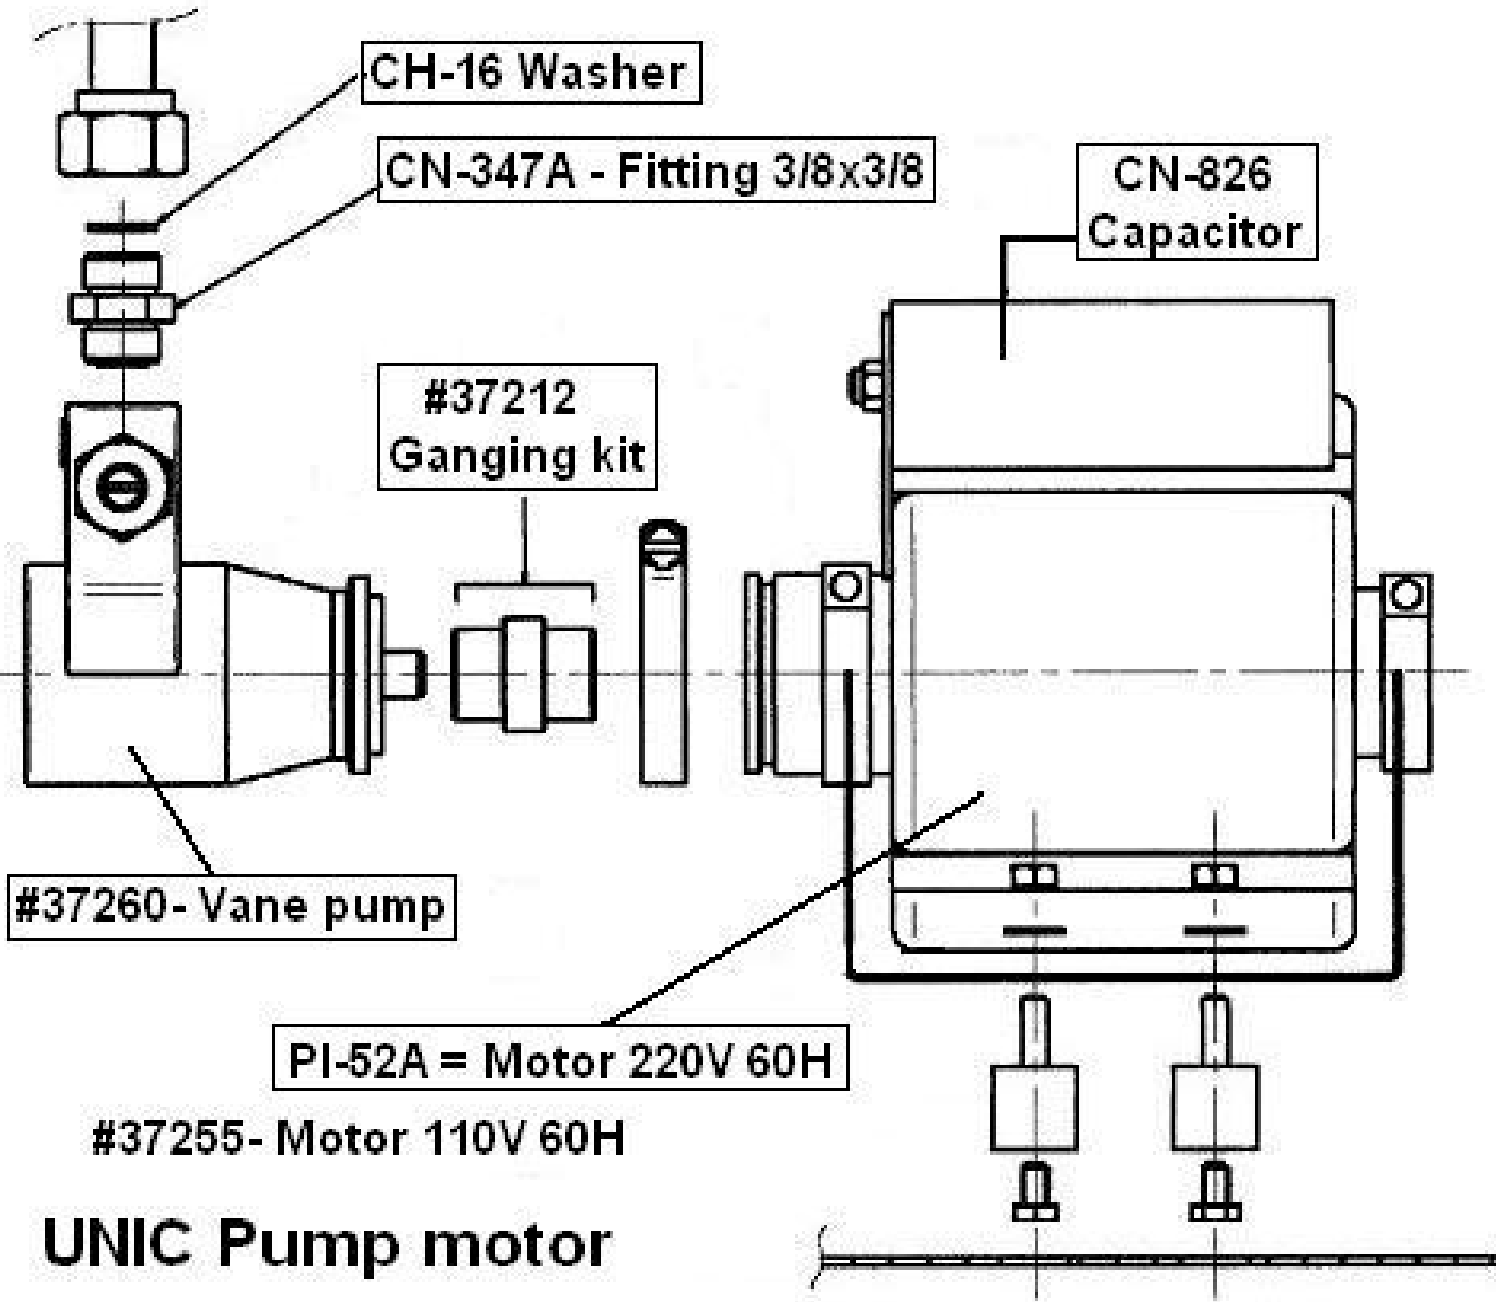 CH-16 Washer
CN-347A - Fitting 3/8x3/8
CN-826
Capacitor
#37212
Ganging kit
#37260- Vane pump
PI-52A = Motor 220V 60H
#37255- Motor 110V 60H
UNIC Pump motor